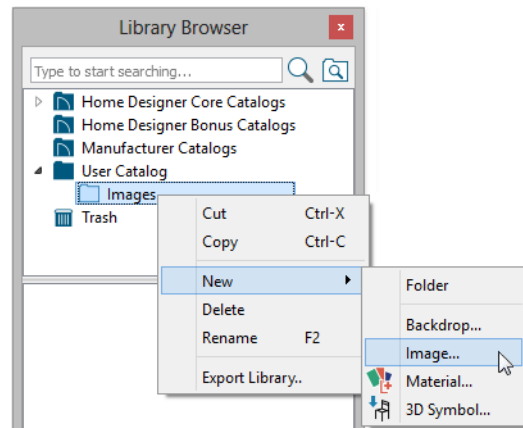 Library Browser
x
Type to start searching...
Home Designer Core Catalogs
Home Designer Bonus Catalogs
Manufacturer Catalogs
User Catalog
Images
Trash
Cut Ctrl-X
Copy Ctrl-C
New
Delete
Rename F2
Export Library..
Folder
Backdrop...
Image...
Material...
3D Symbol...